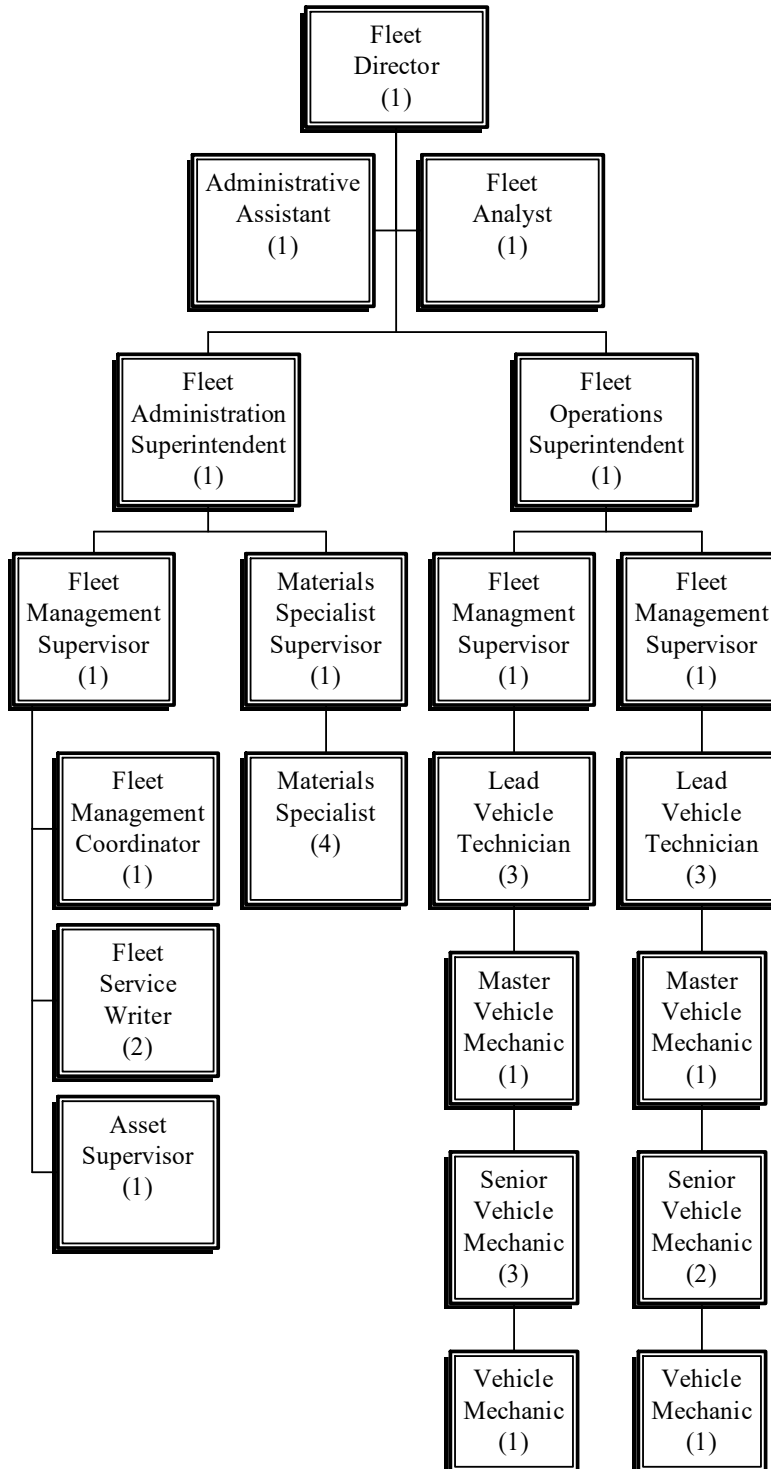 Fleet
Director
(1)
Administrative
Assistant
(1)
Fleet
Analyst
(1)
Fleet
Administration
Superintendent
(1)
Fleet
Operations
Superintendent
(1)
Fleet
Management
Supervisor
(1)
Materials
Specialist
Supervisor
(1)
Fleet
Managment
Supervisor
(1)
Fleet
Management
Supervisor
(1)
Fleet
Management
Coordinator
(1)
Materials
Specialist
(4)
Lead
Vehicle
Technician
(3)
Lead
Vehicle
Technician
(3)
Fleet
Service
Writer
(2)
Master
Vehicle
Mechanic
(1)
Master
Vehicle
Mechanic
(1)
Asset
Supervisor
(1)
Senior
Vehicle
Mechanic
(3)
Senior
Vehicle
Mechanic
(2)
Vehicle
Mechanic
(1)
Vehicle
Mechanic
(1)